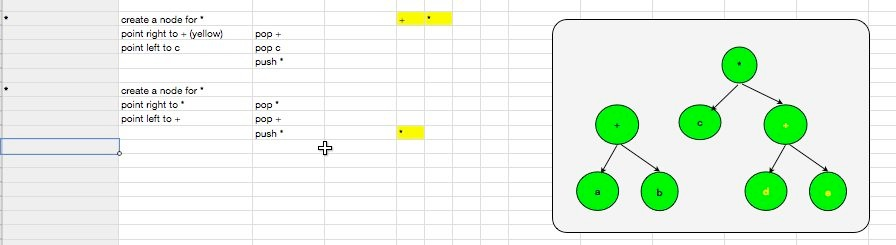 * create a node for * + *
point right to + (yellow) pop +
point left to c pop c
push *
* create a node for *
point right to * pop *
point left to + pop +
push * *
*
+ c +
a b d e